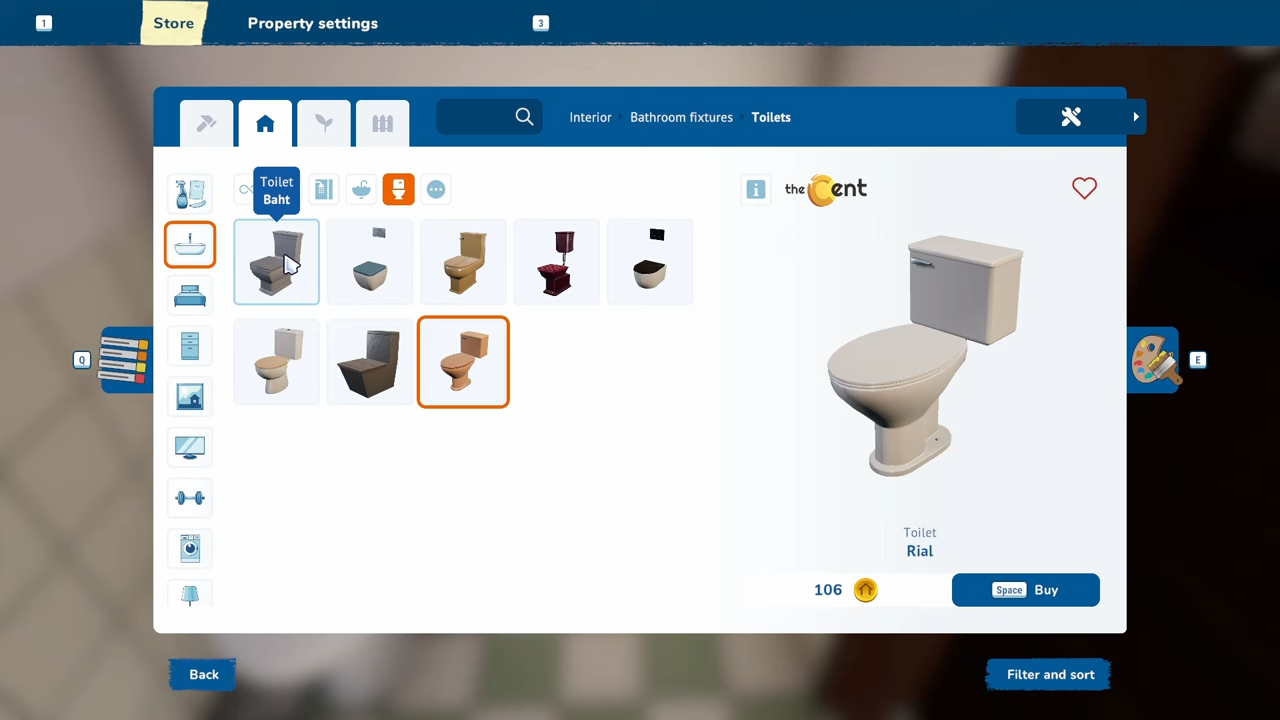 1
Store
Property settings
3
Interior
Bathroom fixtures
Toilets
Toilet
Baht
the Cent
Q
E
Toilet
Rial
106
Space Buy
Back
Filter and sort